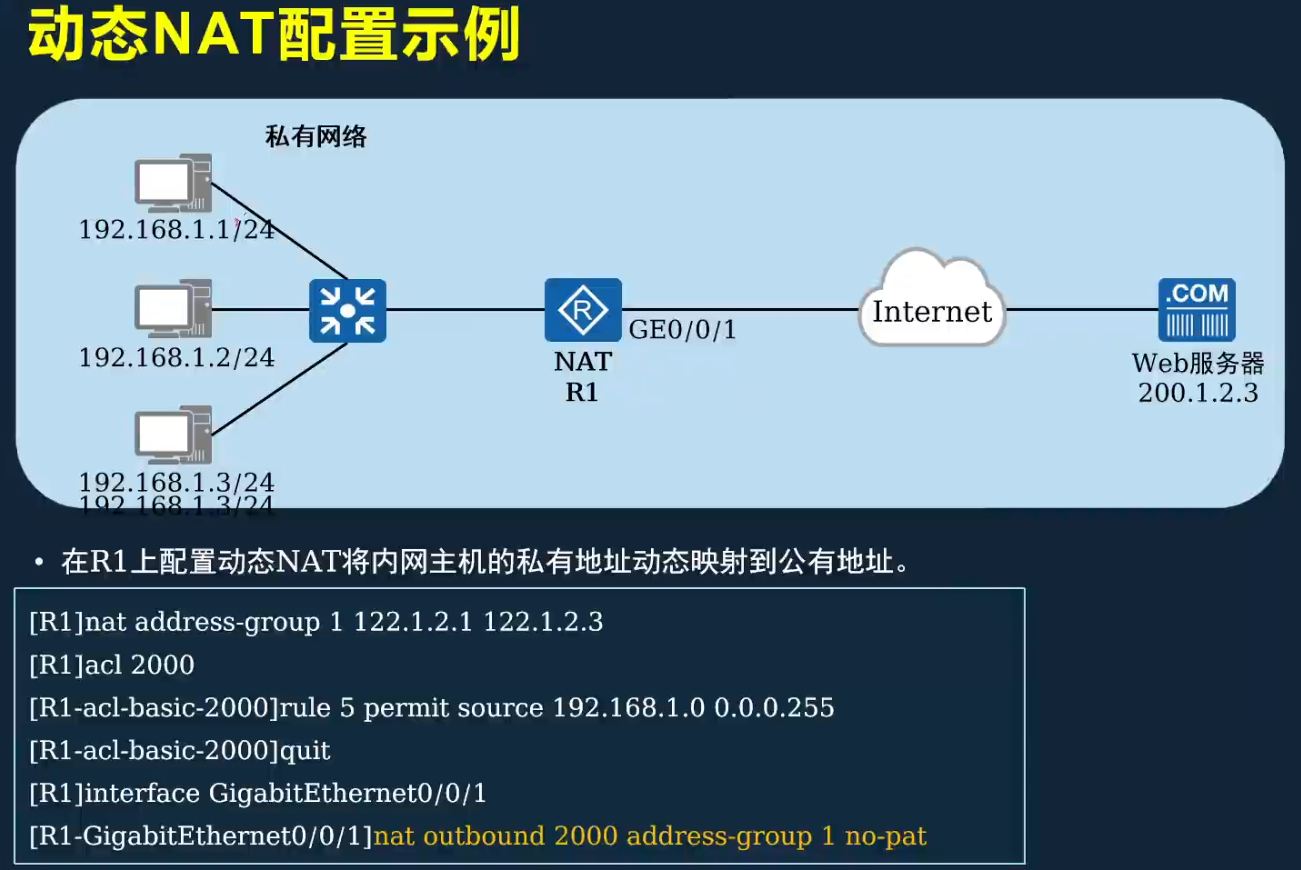 动态NAT配置示例
私有网络
192.168.1.1/24
192.168.1.2/24
192.168.1.3/24
192.168.1.3/24
R
NAT
R1
GE0/0/1
Internet
.COM
Web服务器
200.1.2.3
• 在R1上配置动态NAT将内网主机的私有地址动态映射到公有地址。
[R1]nat address-group 1 122.1.2.1 122.1.2.3
[R1]acl 2000
[R1-acl-basic-2000]rule 5 permit source 192.168.1.0 0.0.0.255
[R1-acl-basic-2000]quit
[R1]interface GigabitEthernet0/0/1
[R1-GigabitEthernet0/0/1]nat outbound 2000 address-group 1 no-pat